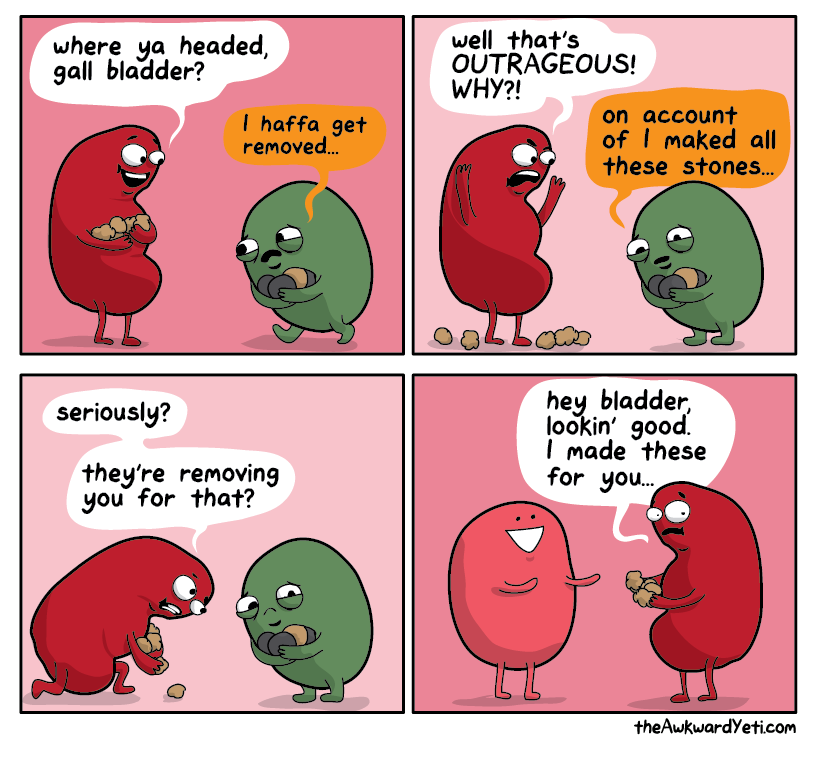 where ya headed,
gall bladder?
I haffa get
removed...
well that's
OUTRAGEOUS!
WHY?!
on account
of I maked all
these stones...
seriously?
they're removing
you for that?
hey bladder,
lookin' good.
I made these
for you...
theAwkwardYeti.com